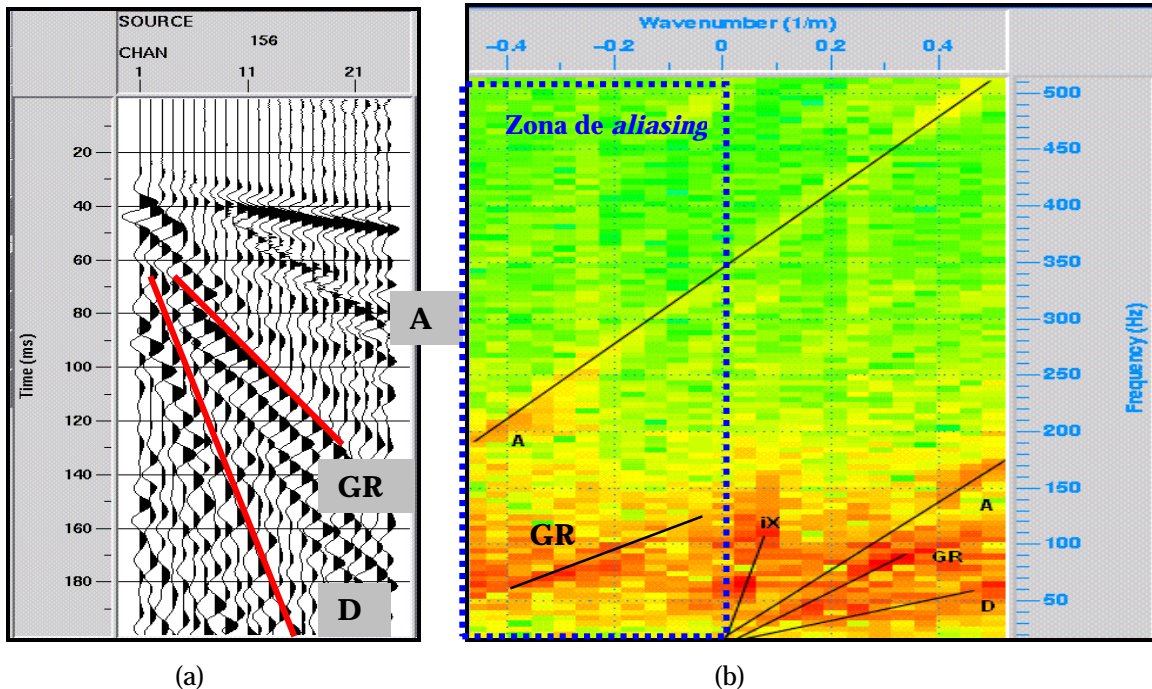 SOURCE
156
CHAN
1 11 21
Time (ms)
20
40
60
80
100
120
140
160
180
A
GR
D
(a)
Wavenumber (1/m)
−0.4 −0.2 0 0.2 0.4
Zona de aliasing
A
A
GR
iX
GR
D
500
450
400
350
300
250
200
150
100
50
Frequency (Hz)
(b)